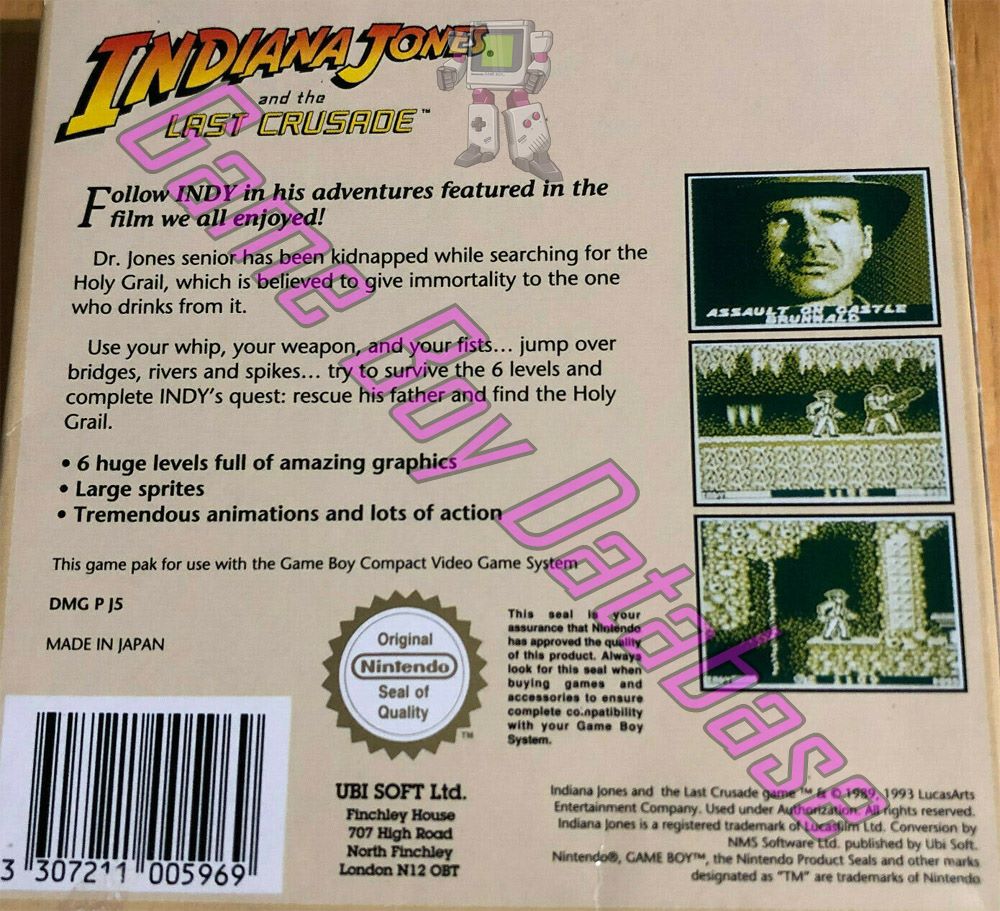 INDIANA JONES
and the
LAST CRUSADE™
Follow INDY in his adventures featured in the
film we all enjoyed!
Dr. Jones senior has been kidnapped while searching for the
Holy Grail, which is believed to give immortality to the one
who drinks from it.
Use your whip, your weapon, and your fists... jump over
bridges, rivers and spikes... try to survive the 6 levels and
complete INDY's quest: rescue his father and find the Holy
Grail.
• 6 huge levels full of amazing graphics
• Large sprites
• Tremendous animations and lots of action
This game pak for use with the Game Boy Compact Video Game System
DMG P J5
MADE IN JAPAN
ASSAULT ON CASTLE
BRUNNALD
Original
Nintendo
Seal of
Quality
TM
This seal is your
assurance that Nintendo
has approved the quality
of this product. Always
look for this seal when
buying games and
accessories to ensure
complete compatibility
with your Game Boy
System.
3 307211 005969
UBI SOFT Ltd.
Finchley House
707 High Road
North Finchley
London N12 OBT
Indiana Jones and the Last Crusade game ™ & © 1989, 1993 LucasArts
Entertainment Company. Used under Authorization. All rights reserved.
Indiana Jones is a registered trademark of Lucasfilm Ltd. Conversion by
NMS Software Ltd. published by Ubi Soft.
Nintendo®, GAME BOY™, the Nintendo Product Seals and other marks
designated as "TM" are trademarks of Nintendo
Game Boy Database